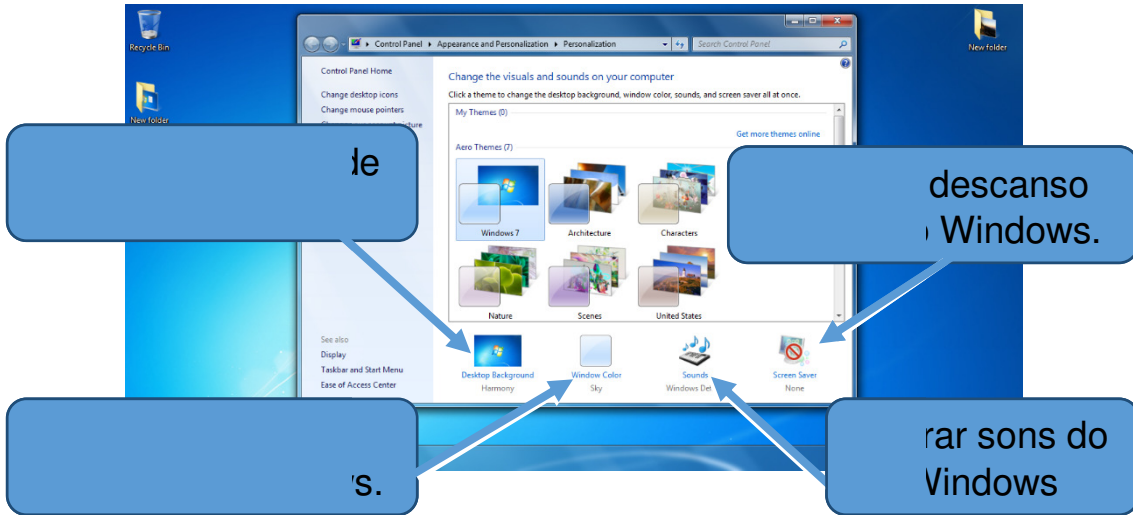 Recycle Bin
New folder
Control Panel
Appearance and Personalization
Personalization
Search Control Panel
New folder
Control Panel Home
Change desktop icons
Change mouse pointers
Change the visuals and sounds on your computer
Click a theme to change the desktop background, window color, sounds, and screen saver all at once.
My Themes (0)
Get more themes online
Aero Themes (7)
Windows 7
Architecture
Characters
Nature
Scenes
United States
descanso
Windows.
See also
Display
Taskbar and Start Menu
Ease of Access Center
Desktop Background
Harmony
Window Color
Sky
Sounds
Windows Def
Screen Saver
None
rar sons do
Windows